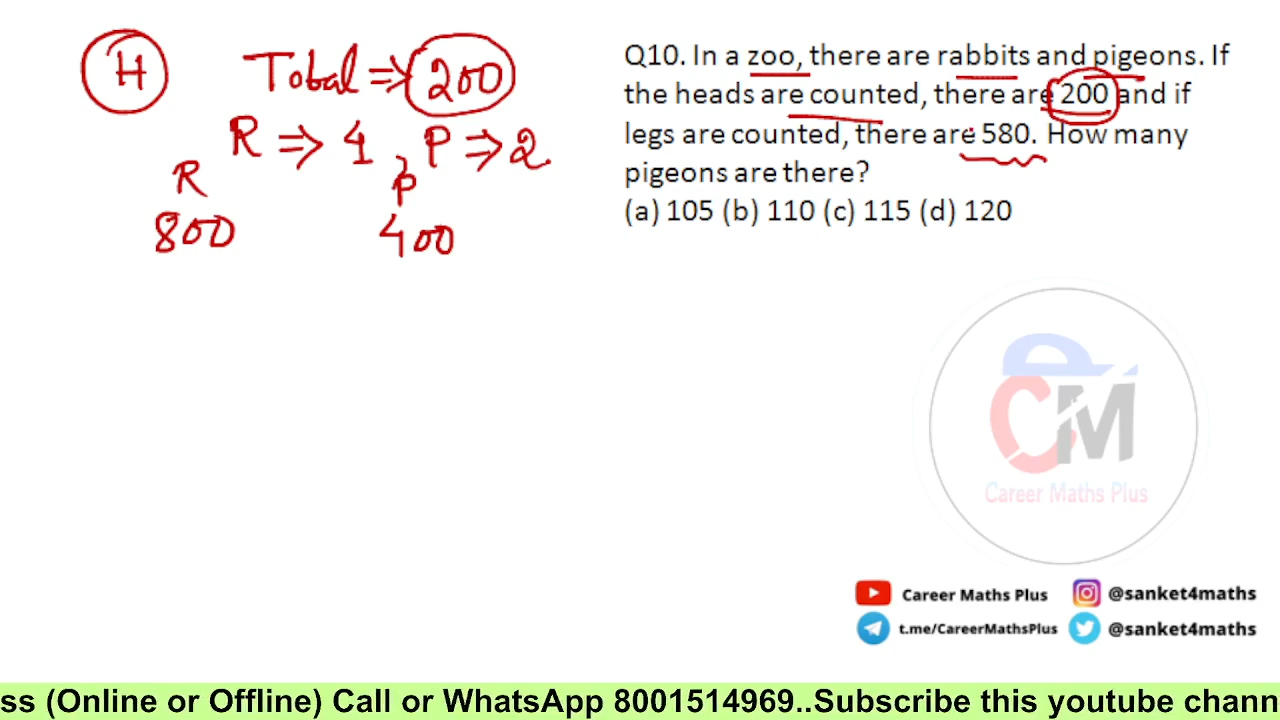 H Total ⇒ 200
R ⇒ 4, P ⇒ 2
R P
800 400
Q10. In a zoo, there are rabbits and pigeons. If
the heads are counted, there are 200 and if
legs are counted, there are 580. How many
pigeons are there?
(a) 105 (b) 110 (c) 115 (d) 120
CM
Career Maths Plus
Career Maths Plus @sanket4maths
t.me/CareerMathsPlus @sanket4maths
ss (Online or Offline) Call or WhatsApp 8001514969..Subscribe this youtube chann